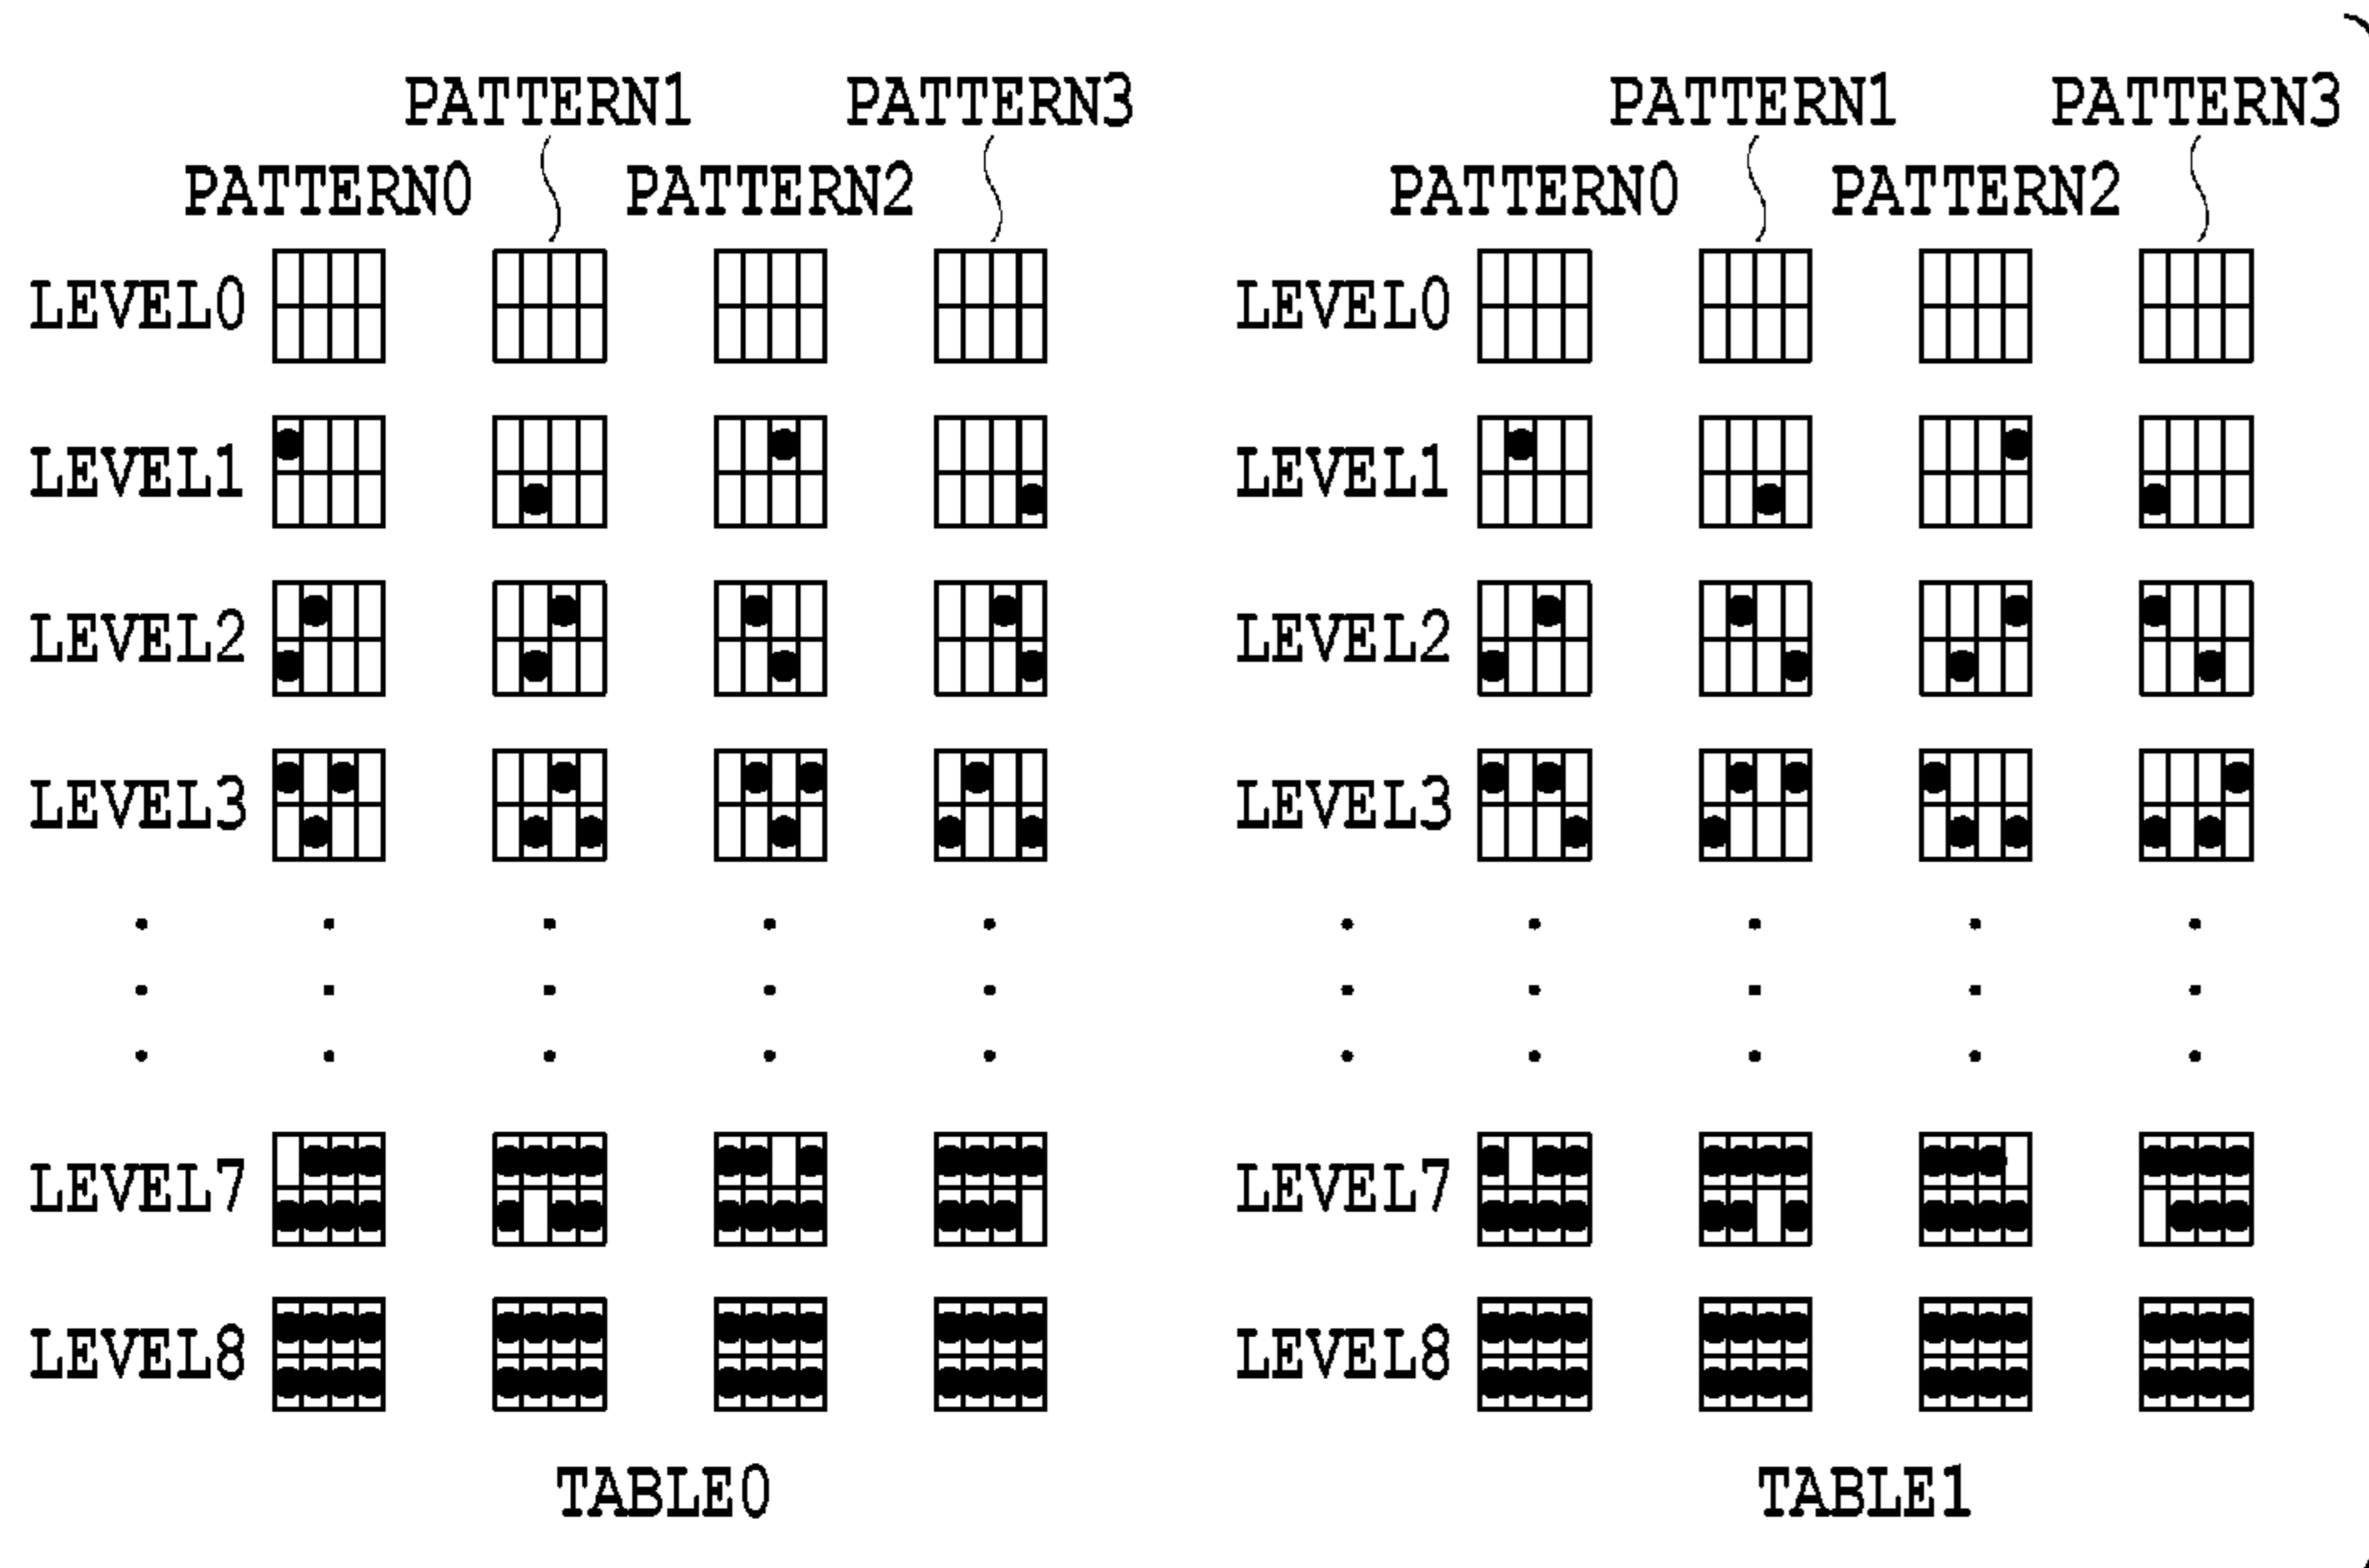 PATTERN1 PATTERN3 PATTERN1 PATTERN3
PATTERN0 PATTERN2 PATTERN0 PATTERN2
LEVEL0 LEVEL0
LEVEL1 LEVEL1
LEVEL2 LEVEL2
LEVEL3 LEVEL3
LEVEL7 LEVEL7
LEVEL8 LEVEL8
TABLE0 TABLE1